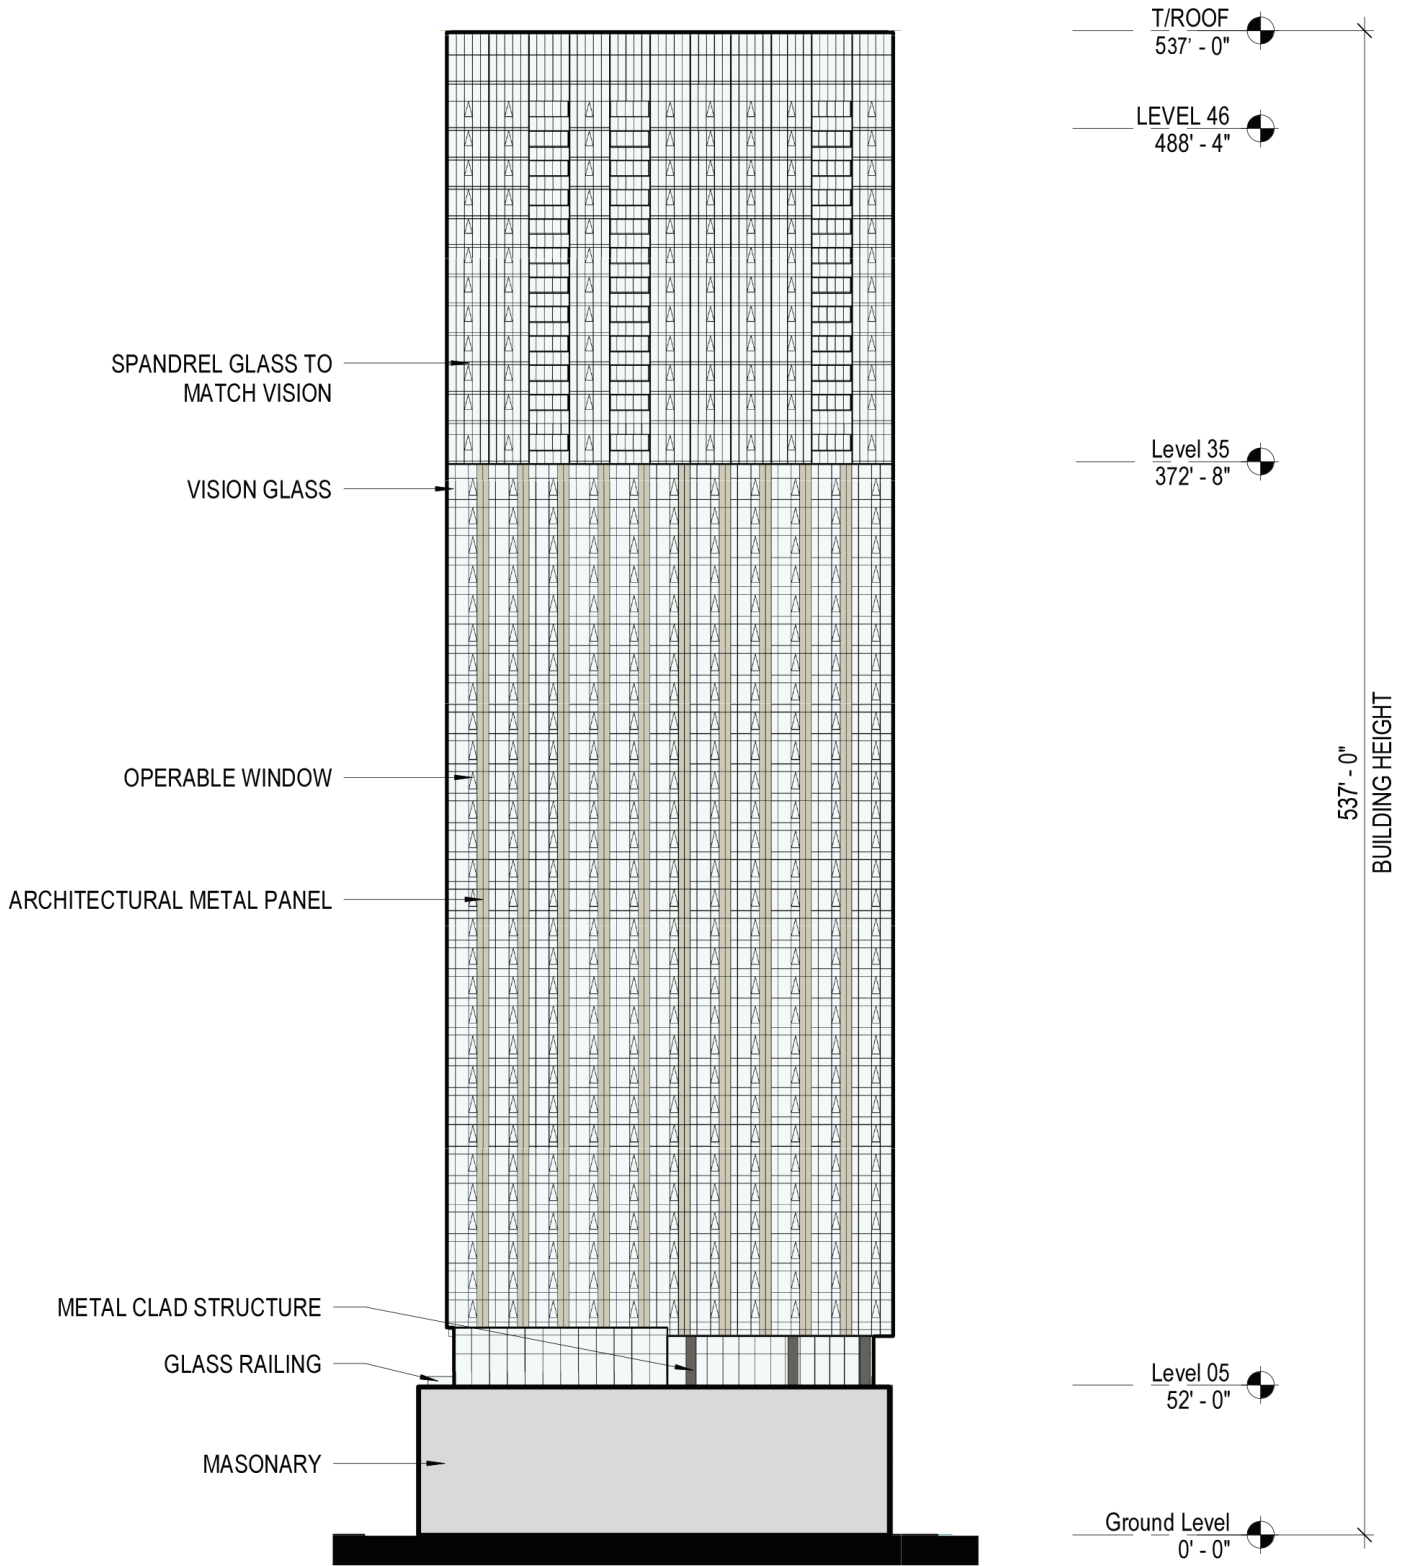 T/ROOF
537' - 0"
LEVEL 46
488' - 4"
SPANDREL GLASS TO
MATCH VISION
Level 35
372' - 8"
VISION GLASS
OPERABLE WINDOW
537' - 0"
BUILDING HEIGHT
ARCHITECTURAL METAL PANEL
METAL CLAD STRUCTURE
GLASS RAILING
Level 05
52' - 0"
MASONARY
Ground Level
0' - 0"